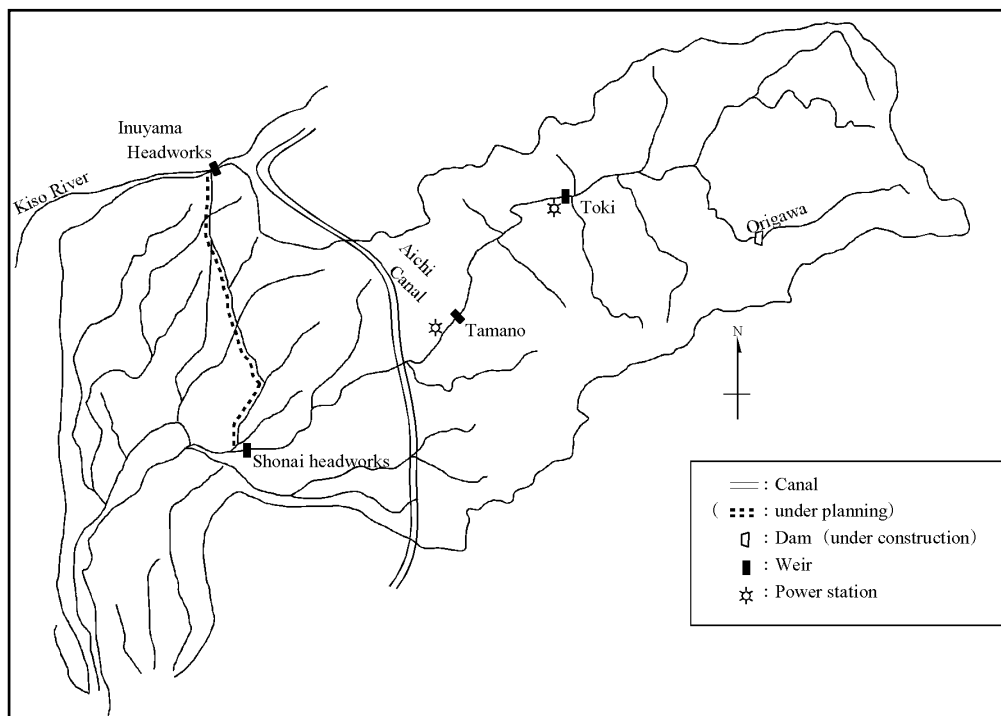 Inuyama
Headworks
Kiso River
Aichi
Canal
Toki
Origawa
Tamano
Shonai headworks
N
: Canal
( : under planning)
: Dam (under construction)
: Weir
: Power station